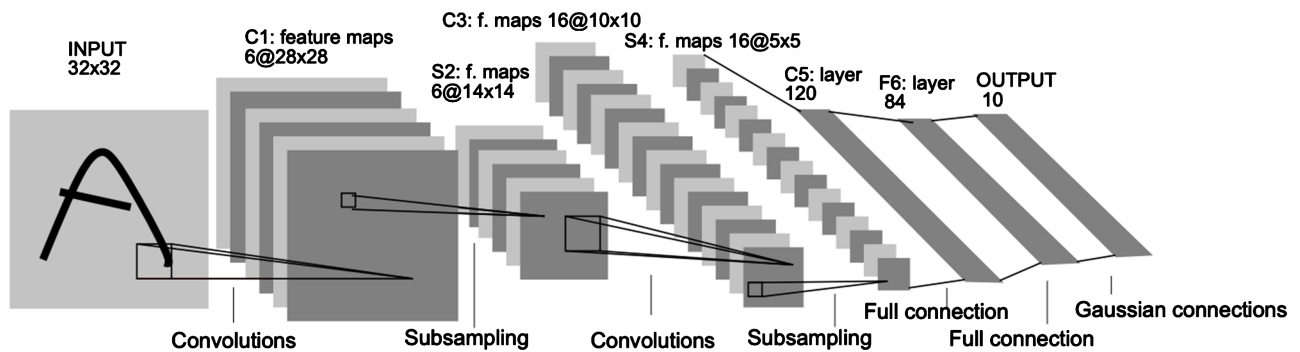 INPUT
32x32
C1: feature maps
6@28x28
S2: f. maps
6@14x14
C3: f. maps 16@10x10
S4: f. maps 16@5x5
C5: layer
120
F6: layer
84
OUTPUT
10
Convolutions
Subsampling
Convolutions
Subsampling
Full connection
Full connection
Gaussian connections